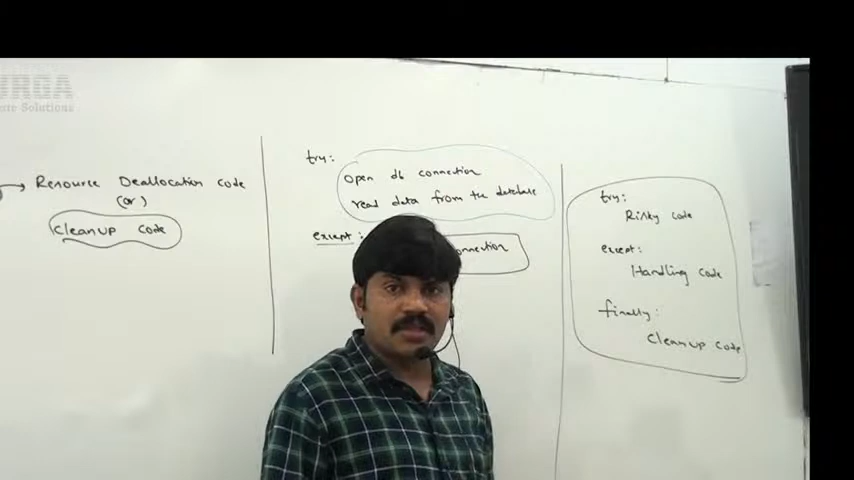 Solutions
Resource Deallocation code
(or)
Cleanup code
try:
open db connection
read data from the database
except:
connection
try:
Risky code
except:
Handling code
finally:
Cleanup code